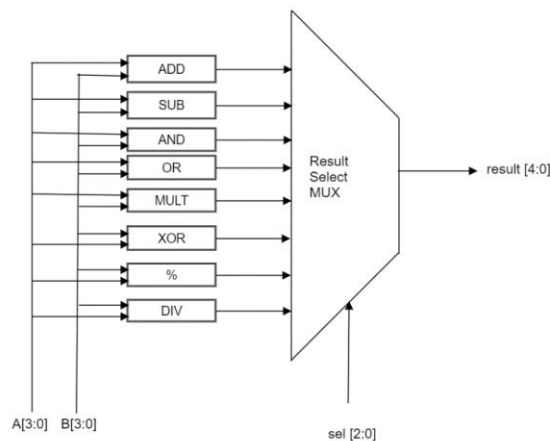 ADD
SUB
AND
OR
MULT
XOR
%
DIV
Result
Select
MUX
result [4:0]
A[3:0]
B[3:0]
sel [2:0]